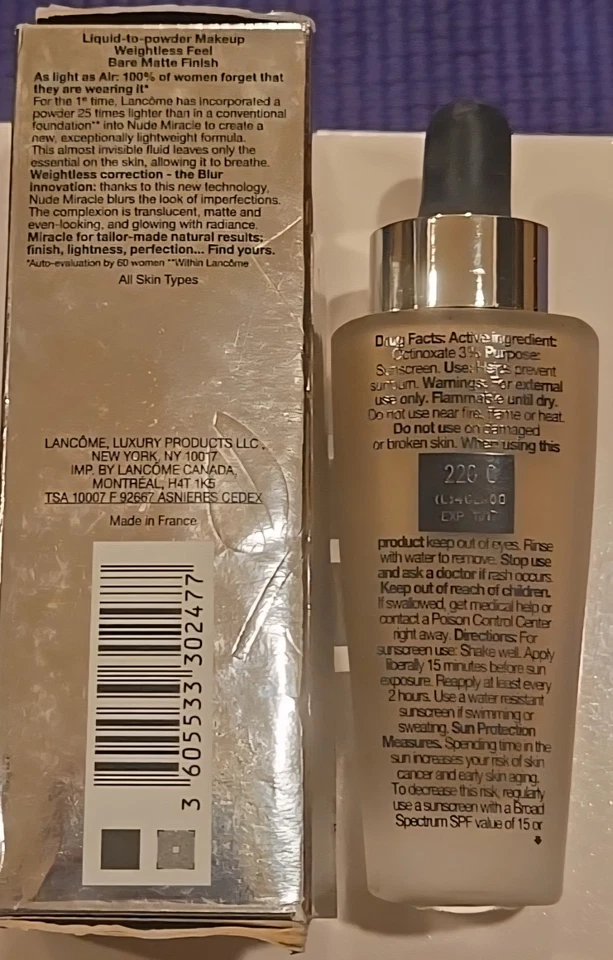 Liquid-to-powder Makeup
Weightless Feel
Bare Matte Finish
As light as Air: 100% of women forget that
they are wearing it*
For the 1st time, Lancôme has incorporated a
powder 25 times lighter than in a conventional
foundation** into Nude Miracle to create a
new, exceptionally lightweight formula.
This almost invisible fluid leaves only the
essential on the skin, allowing it to breathe.
Weightless correction - the Blur
innovation: thanks to this new technology,
Nude Miracle blurs the look of imperfections.
The complexion is translucent, matte and
even-looking, and glowing with radiance.
Miracle for tailor-made natural results:
finish, lightness, perfection... Find yours.
*Auto-evaluation by 60 women **Within Lancôme
All Skin Types
LANCÔME, LUXURY PRODUCTS LLC,
NEW YORK, NY 10017
IMP. BY LANCÔME CANADA,
MONTRÉAL, H4T 1K5
TSA 10007 F 92667 ASNIERES CEDEX
Made in France
3 605533 302477
Drug Facts: Active ingredient:
Octinoxate 3% Purpose:
Sunscreen. Use: Helps prevent
sunburn. Warnings: For external
use only. Flammable until dry.
Do not use near fire, flame or heat.
Do not use on damaged
or broken skin. When using this
220 C
EXP
product keep out of eyes. Rinse
with water to remove. Stop use
and ask a doctor if rash occurs.
Keep out of reach of children.
If swallowed, get medical help or
contact a Poison Control Center
right away. Directions: For
sunscreen use: Shake well. Apply
liberally 15 minutes before sun
exposure. Reapply at least every
2 hours. Use a water resistant
sunscreen if swimming or
sweating. Sun Protection
Measures. Spending time in the
sun increases your risk of skin
cancer and early skin aging.
To decrease this risk, regularly
use a sunscreen with a Broad
Spectrum SPF value of 15 or